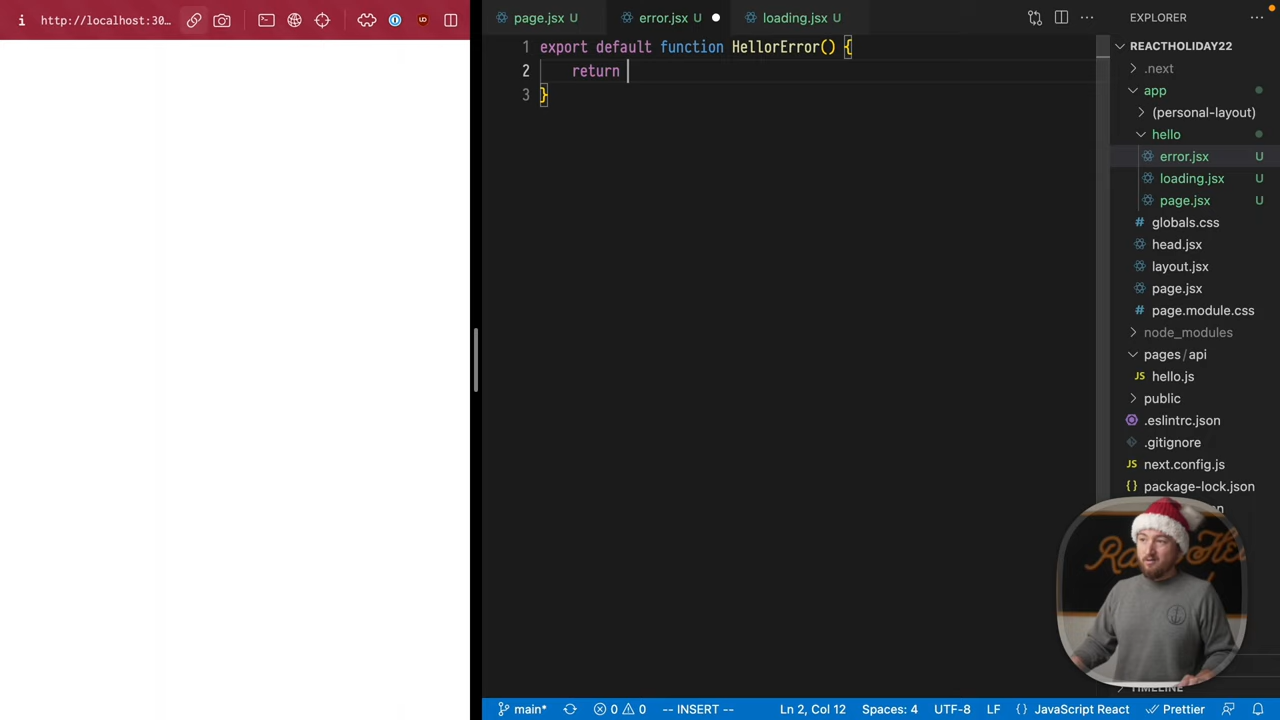 http://localhost:30…
page.jsx U
error.jsx U
loading.jsx U
EXPLORER
1 export default function HellorError() {
2 return
3 }
REACTHOLIDAY22
.next
app
(personal-layout)
hello
error.jsx U
loading.jsx U
page.jsx U
# globals.css
head.jsx
layout.jsx
page.jsx
# page.module.css
node_modules
pages/api
JS hello.js
public
.eslintrc.json
.gitignore
JS next.config.js
{} package-lock.json
TIMELINE
main* 0 0 -- INSERT -- Ln 2, Col 12 Spaces: 4 UTF-8 LF {} JavaScript React Prettier